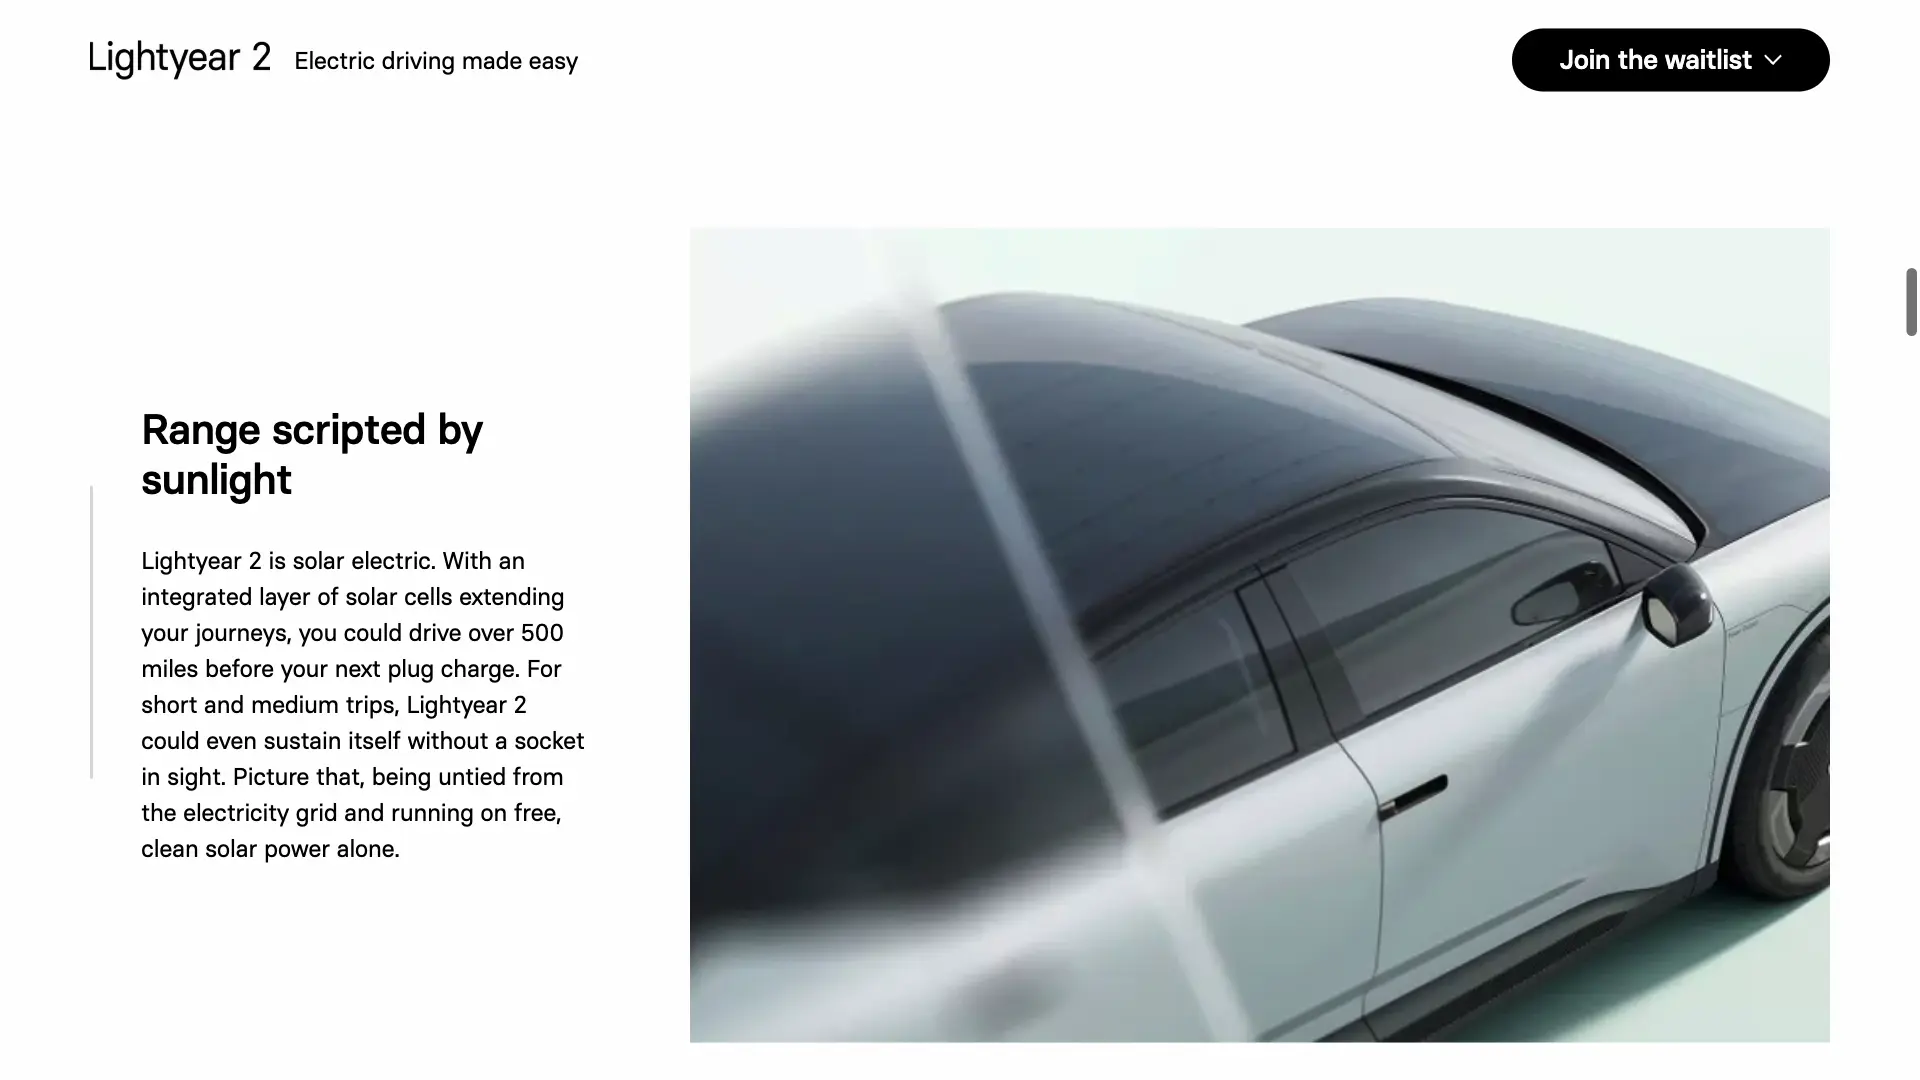 Lightyear 2 Electric driving made easy
Join the waitlist
Range scripted by
sunlight
Lightyear 2 is solar electric. With an
integrated layer of solar cells extending
your journeys, you could drive over 500
miles before your next plug charge. For
short and medium trips, Lightyear 2
could even sustain itself without a socket
in sight. Picture that, being untied from
the electricity grid and running on free,
clean solar power alone.